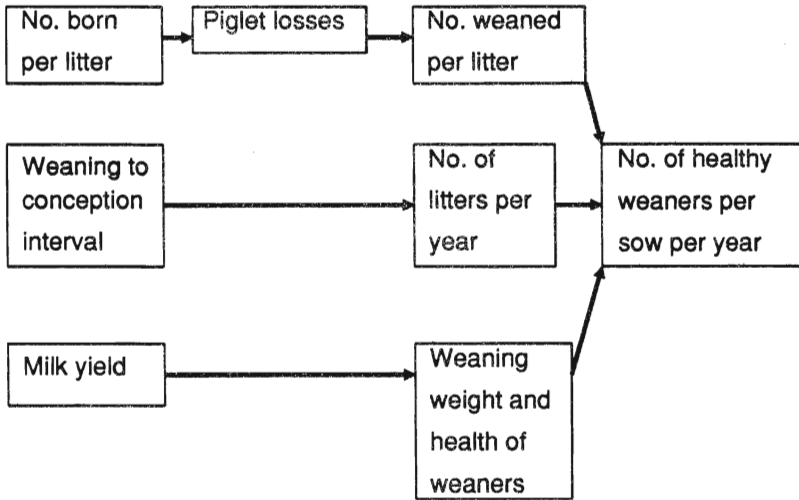 No. born
per litter
Piglet losses
No. weaned
per litter
Weaning to
conception
interval
No. of
litters per
year
No. of healthy
weaners per
sow per year
Milk yield
Weaning
weight and
health of
weaners